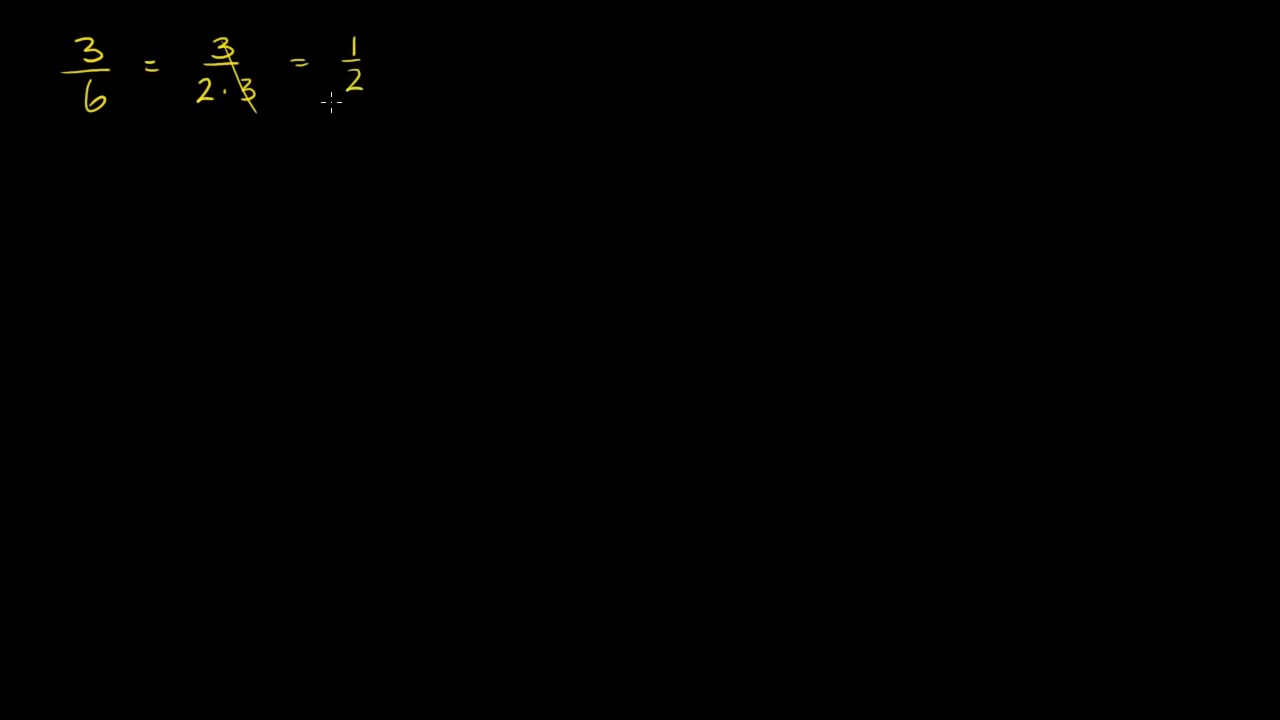 3/6 = 3/2·3 = 1/2